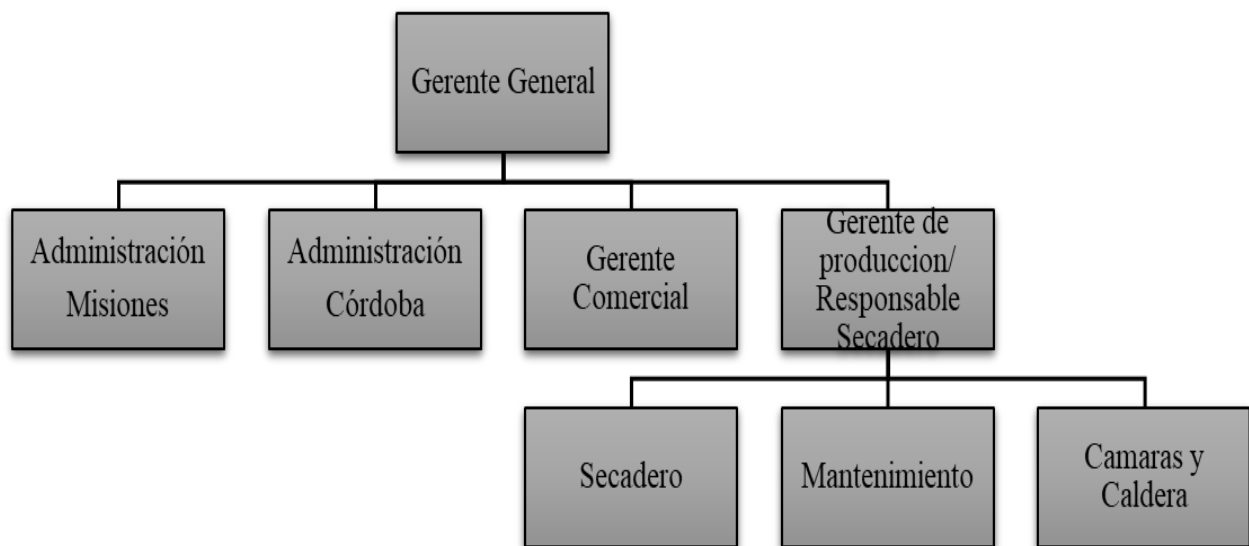 Gerente General
Administración
Misiones
Administración
Córdoba
Gerente
Comercial
Gerente de
produccion/
Responsable
Secadero
Secadero
Mantenimiento
Camaras y
Caldera